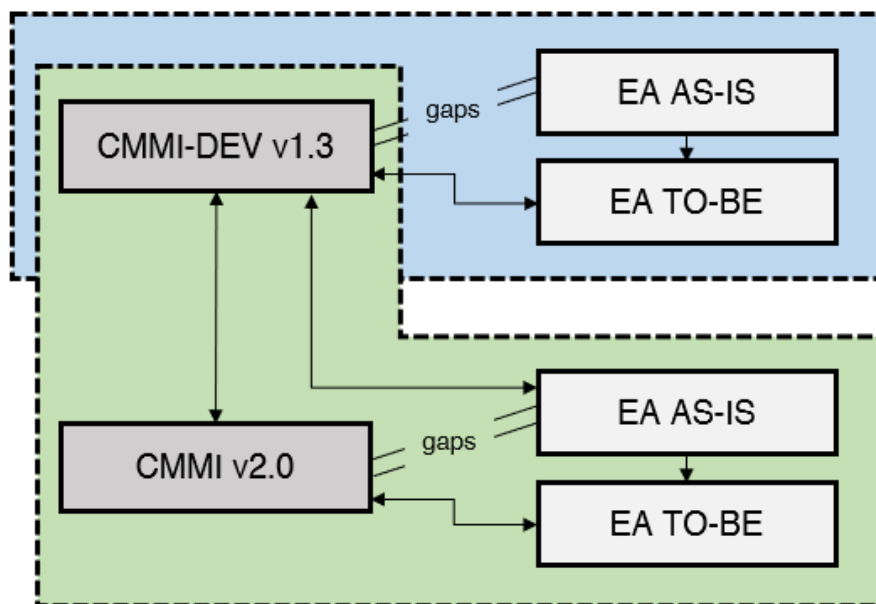 EA AS-IS
gaps
CMMI-DEV v1.3
EA TO-BE
EA AS-IS
gaps
CMMI v2.0
EA TO-BE